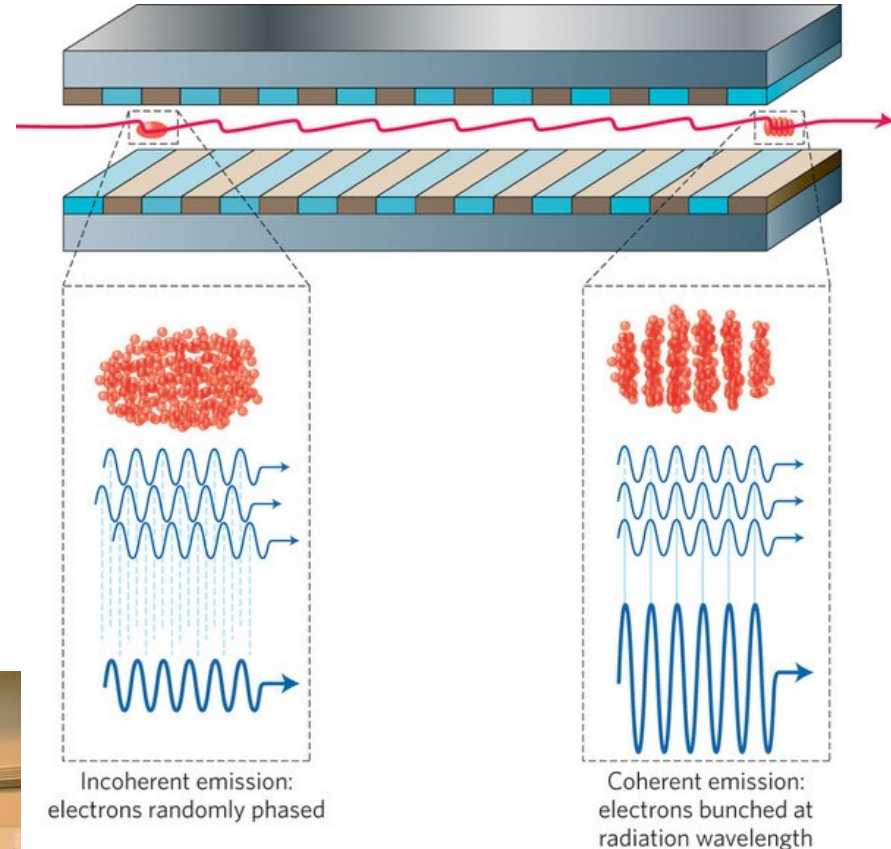 Incoherent emission:
electrons randomly phased
Coherent emission:
electrons bunched at
radiation wavelength